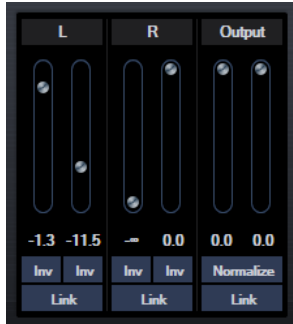 L R Output
-1.3 -11.5 -∞ 0.0 0.0 0.0
Inv Inv Inv Inv Normalize
Link Link Link